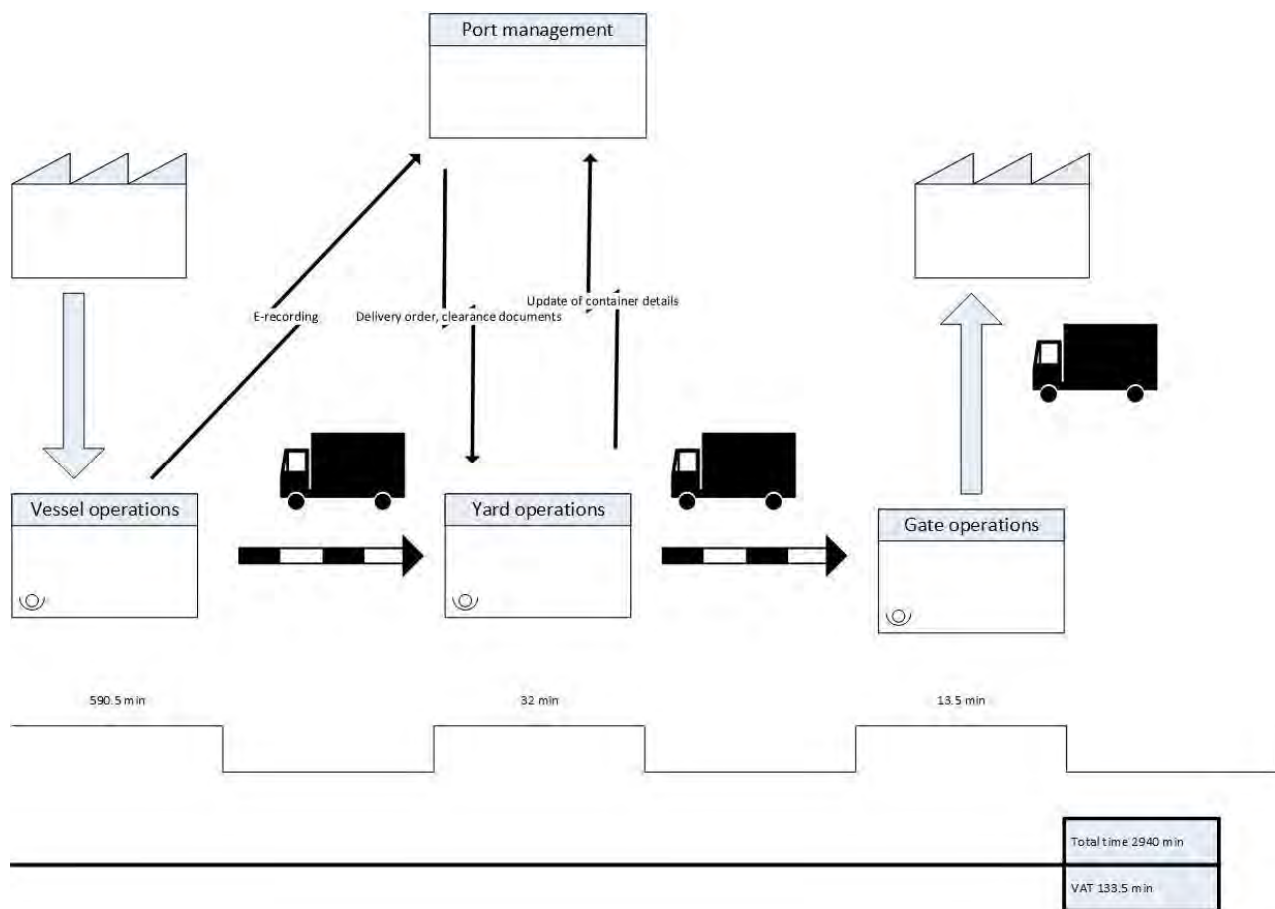 Port management
E-recording
Delivery order, clearance documents
Update of container details
Vessel operations
Yard operations
Gate operations
590.5 min
32 min
13.5 min
Total time 2940 min
VAT 133.5 min